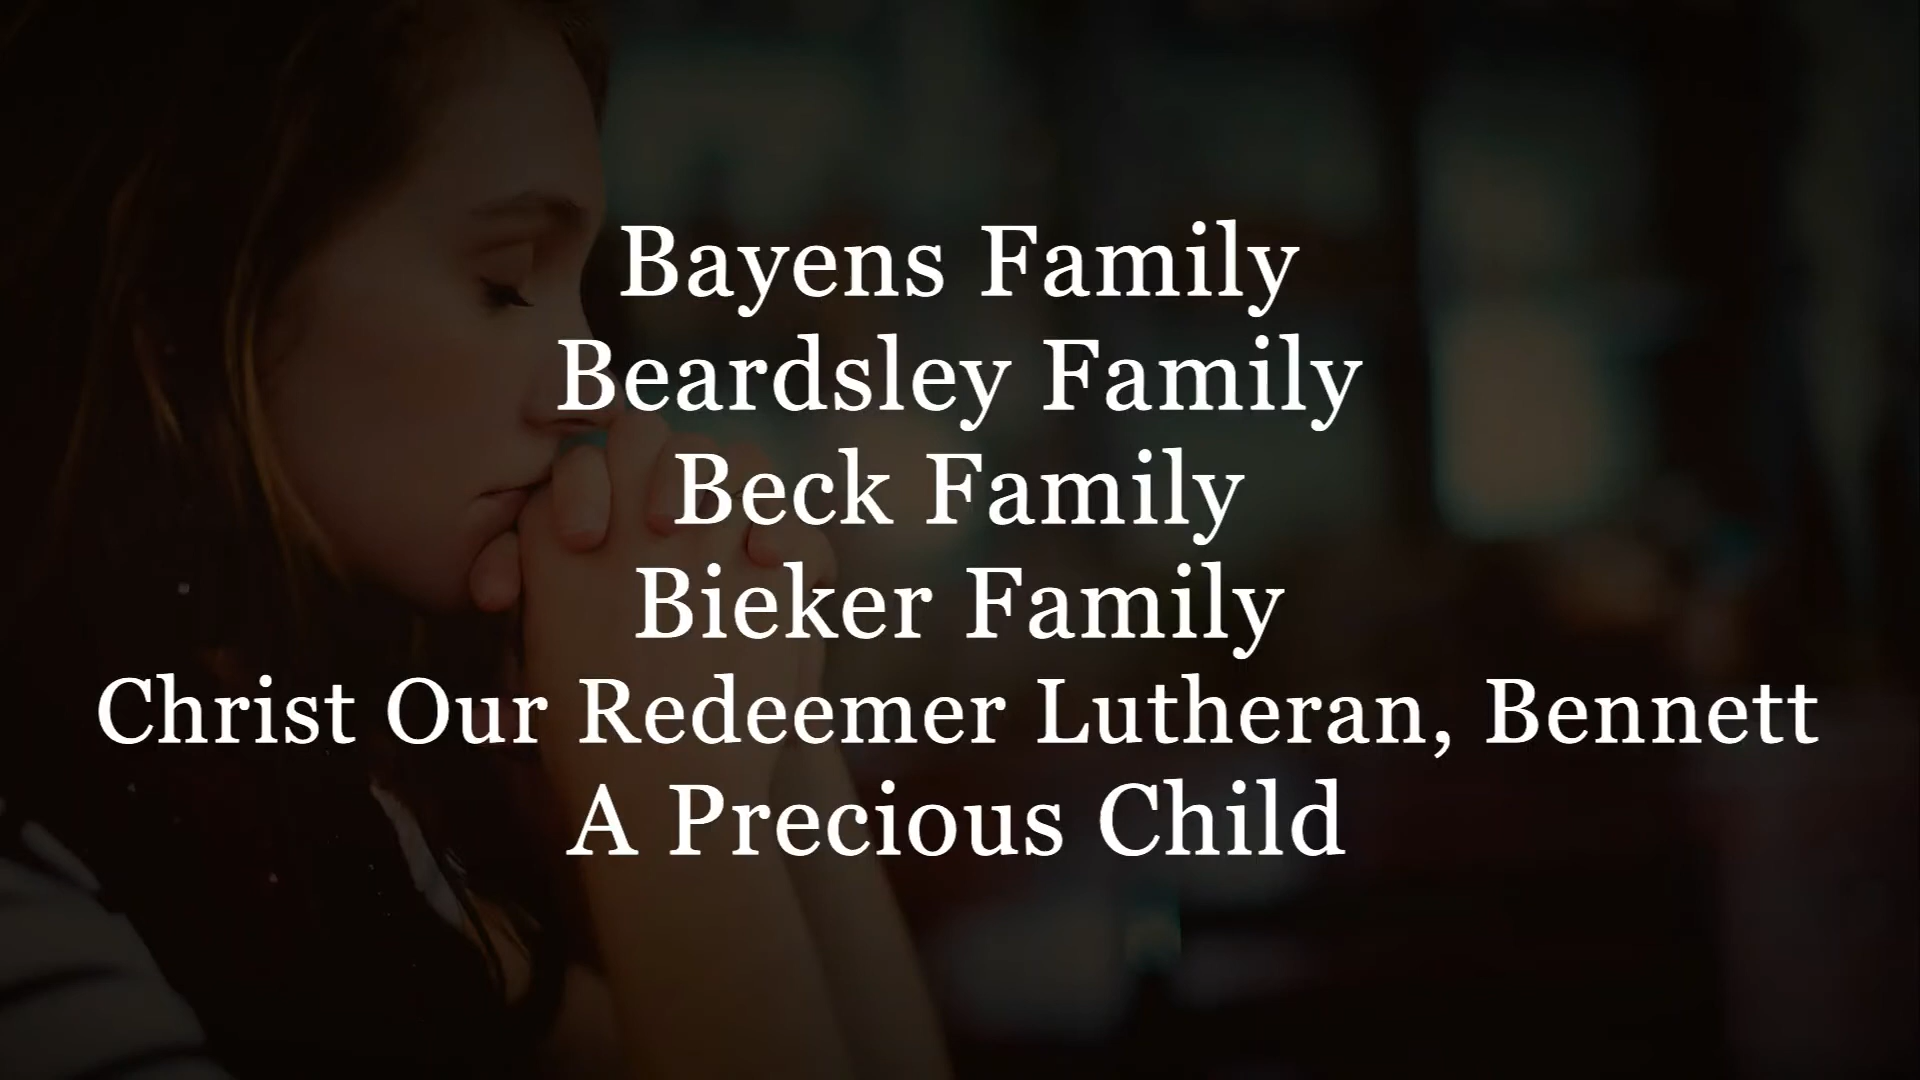 Bayens Family
Beardsley Family
Beck Family
Bieker Family
Christ Our Redeemer Lutheran, Bennett
A Precious Child